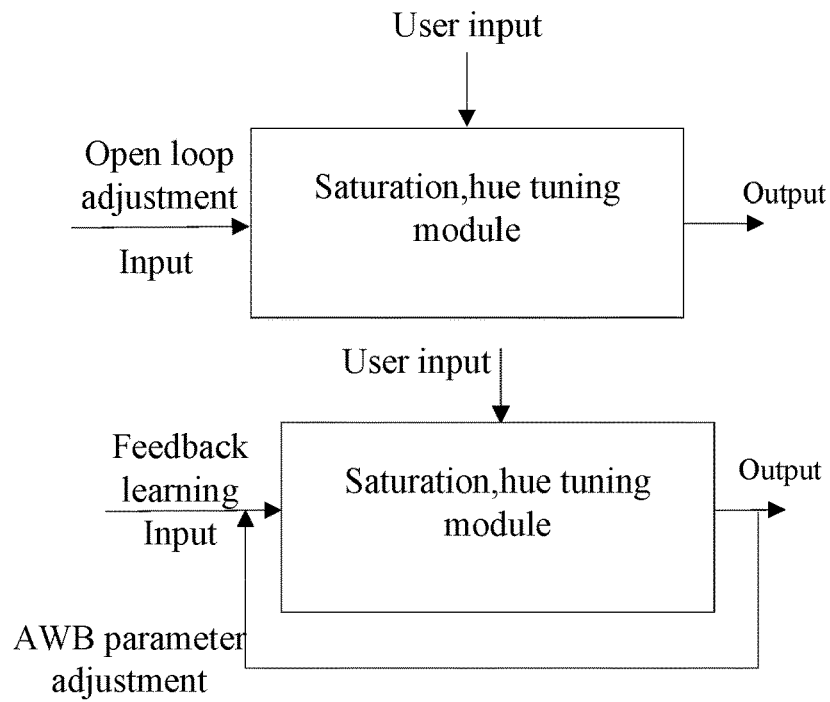 User input
Open loop
adjustment
Input
Saturation,hue tuning
module
Output
User input
Feedback
learning
Input
Saturation,hue tuning
module
Output
AWB parameter
adjustment